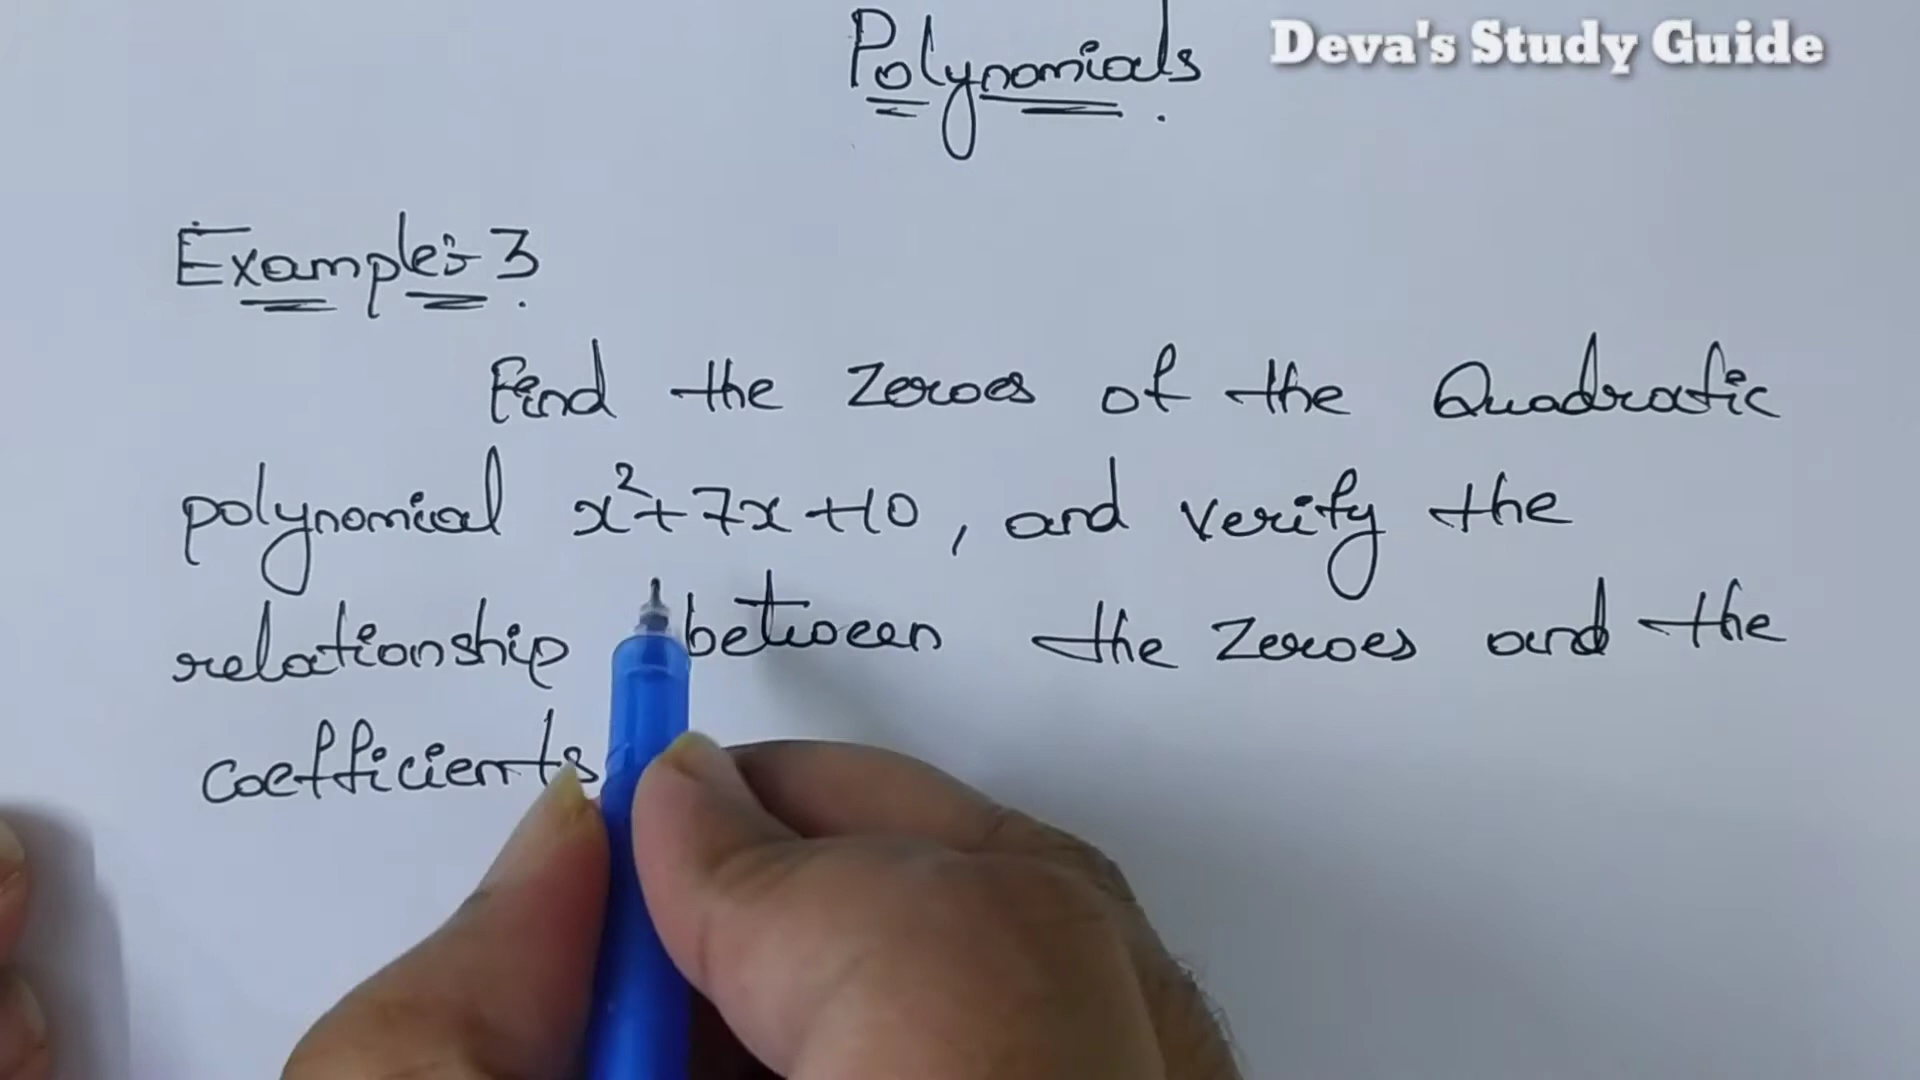 Polynomials.
Deva's Study Guide
Example:- 3.
Find the zeroes of the Quadratic
polynomial x²+7x+10, and verify the
relationship between the zeroes and the
coefficients